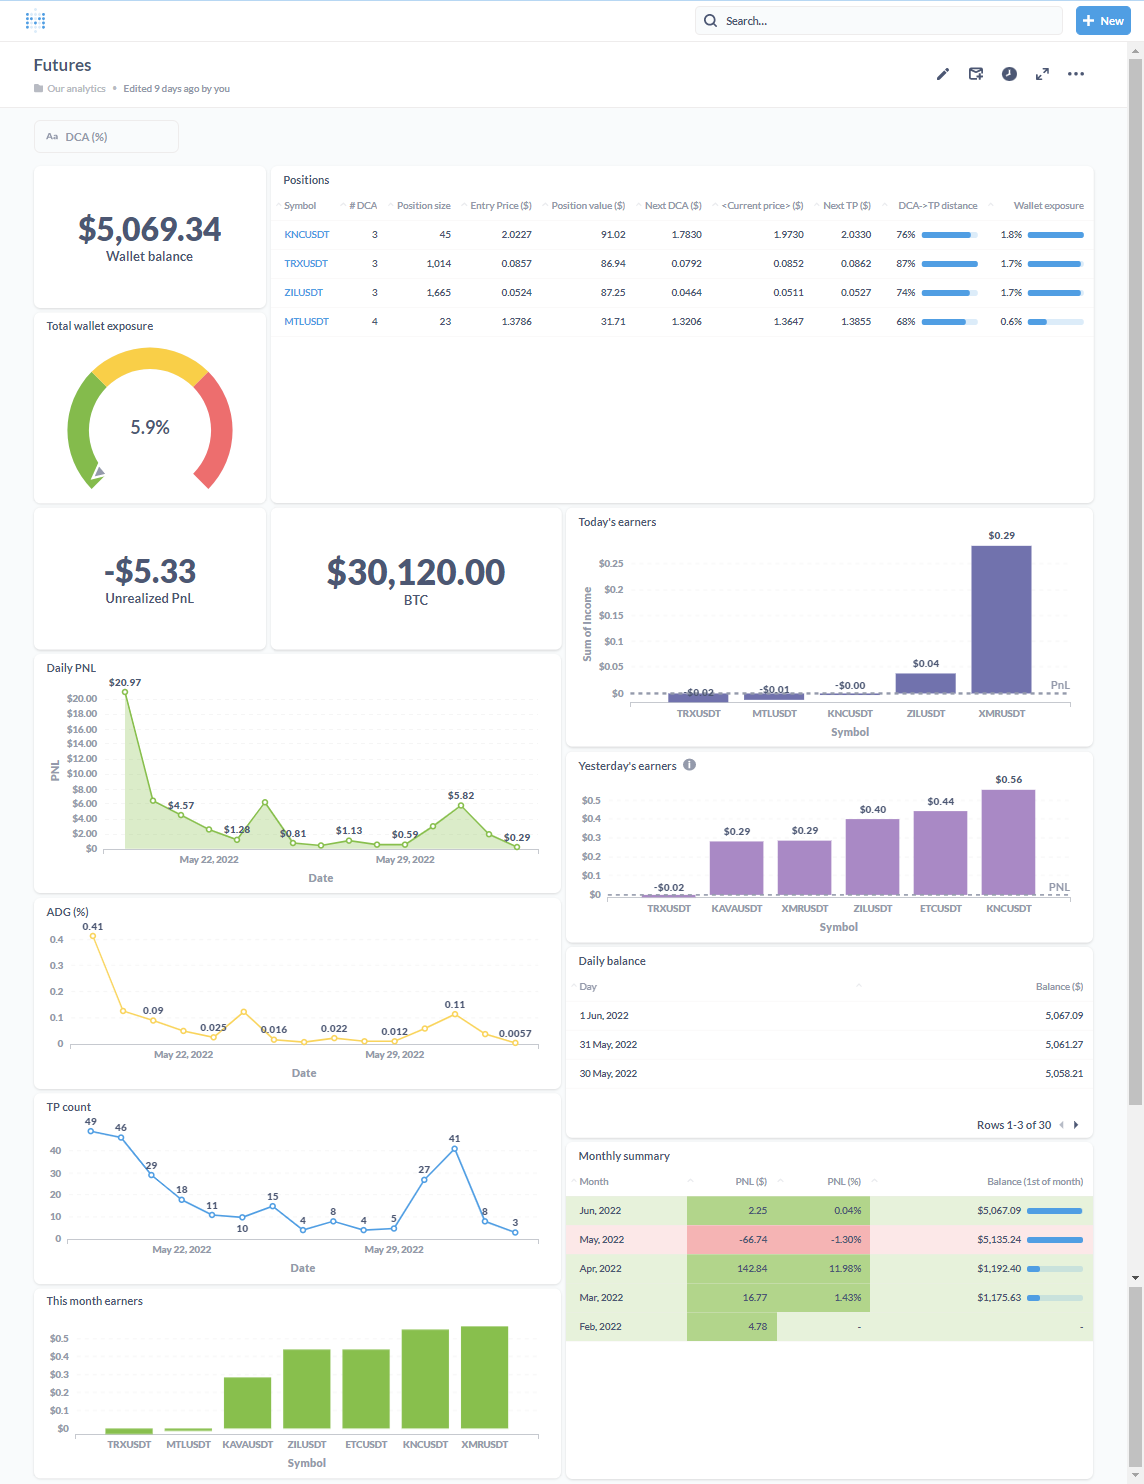 Search...
+ New
Futures
Our analytics • Edited 9 days ago by you
Aa DCA (%)
$5,069.34
Wallet balance
Positions
Symbol # DCA Position size Entry Price ($) Position value ($) Next DCA ($) <Current price> ($) Next TP ($) DCA->TP distance Wallet exposure
KNCUSDT 3 45 2.0227 91.02 1.7830 1.9730 2.0330 76% 1.8%
TRXUSDT 3 1,014 0.0857 86.94 0.0792 0.0852 0.0862 87% 1.7%
ZILUSDT 3 1,665 0.0524 87.25 0.0464 0.0511 0.0527 74% 1.7%
MTLUSDT 4 23 1.3786 31.71 1.3206 1.3647 1.3855 68% 0.6%
Total wallet exposure
5.9%
-$5.33
Unrealized PnL
$30,120.00
BTC
Today's earners
$0.29
$0.25
$0.2
$0.15
$0.1
$0.05
$0
Sum of Income
-$0.02 -$0.01 -$0.00 $0.04
PnL
TRXUSDT MTLUSDT KNCUSDT ZILUSDT XMRUSDT
Symbol
Daily PNL
$20.97
$20.00
$18.00
$16.00
$14.00
$12.00
$10.00
$8.00
$6.00
$4.00
$2.00
$0
PNL
$4.57 $1.28 $0.81 $1.13 $0.59 $5.82 $0.29
May 22, 2022 May 29, 2022
Date
Yesterday's earners
$0.5
$0.4
$0.3
$0.2
$0.1
$0
-$0.02 $0.29 $0.29 $0.40 $0.44 $0.56
PNL
TRXUSDT KAVAUSDT XMRUSDT ZILUSDT ETCUSDT KNCUSDT
Symbol
ADG (%)
0.41
0.4
0.3
0.2
0.1
0
0.09 0.025 0.016 0.022 0.012 0.11 0.0057
May 22, 2022 May 29, 2022
Date
Daily balance
Day Balance ($)
1 Jun, 2022 5,067.09
31 May, 2022 5,061.27
30 May, 2022 5,058.21
Rows 1-3 of 30
TP count
49 46 29 18 11 10 15 4 8 4 5 27 41 8 3
40
30
20
10
0
May 22, 2022 May 29, 2022
Date
Monthly summary
Month PNL ($) PNL (%) Balance (1st of month)
Jun, 2022 2.25 0.04% $5,067.09
May, 2022 -66.74 -1.30% $5,135.24
Apr, 2022 142.84 11.98% $1,192.40
Mar, 2022 16.77 1.43% $1,175.63
Feb, 2022 4.78 - -
This month earners
$0.5
$0.4
$0.3
$0.2
$0.1
$0
TRXUSDT MTLUSDT KAVAUSDT ZILUSDT ETCUSDT KNCUSDT XMRUSDT
Symbol